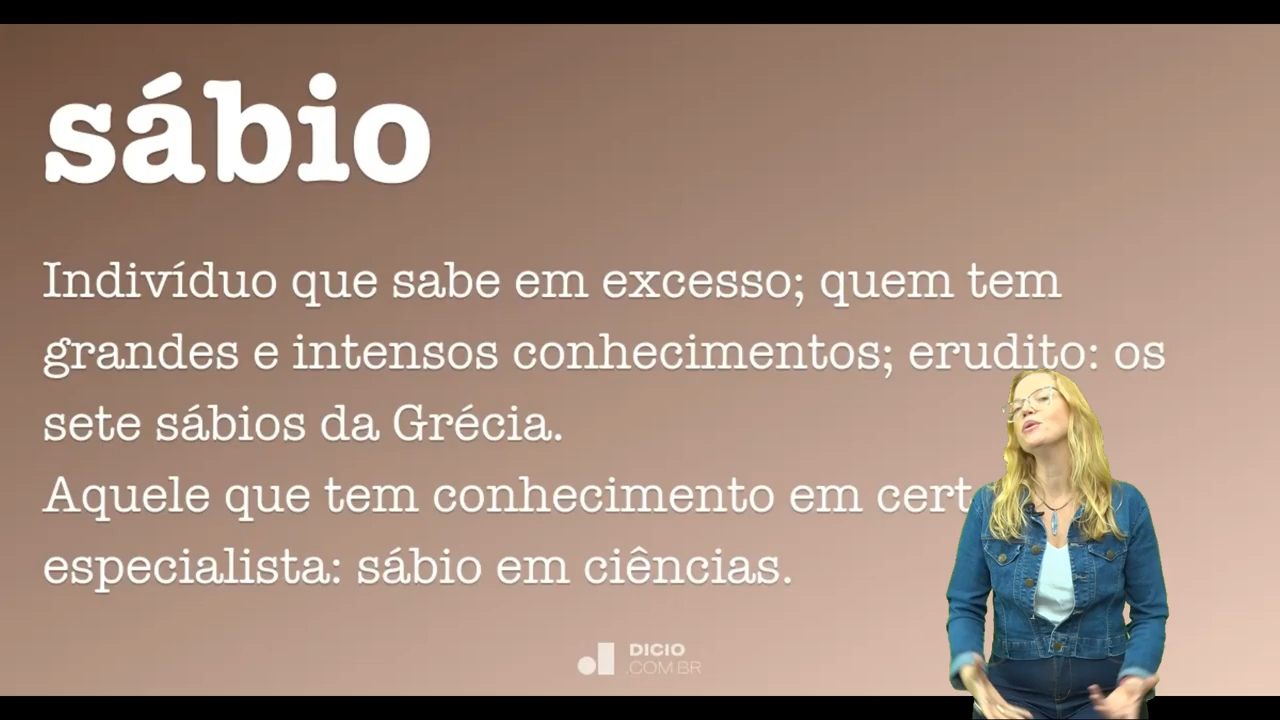 sábio
Indivíduo que sabe em excesso; quem tem
grandes e intensos conhecimentos; erudito: os
sete sábios da Grécia.
Aquele que tem conhecimento em
especialista: sábio em ciências.
DICIO
.COM.BR